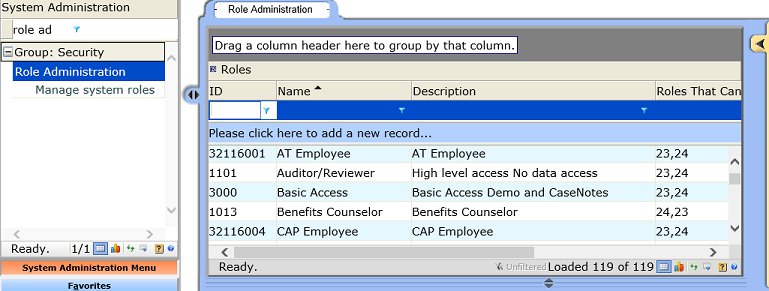 System Administration
role ad
Group: Security
Role Administration
Manage system roles
Ready. 1/1
System Administration Menu
Favorites
Role Administration
Drag a column header here to group by that column.
Roles
ID Name Description Roles That Can
Please click here to add a new record...
32116001 AT Employee AT Employee 23,24
1101 Auditor/Reviewer High level access No data access 23,24
3000 Basic Access Basic Access Demo and CaseNotes 23,24
1013 Benefits Counselor Benefits Counselor 24,23
32116004 CAP Employee CAP Employee 23,24
Ready. Unfiltered Loaded 119 of 119